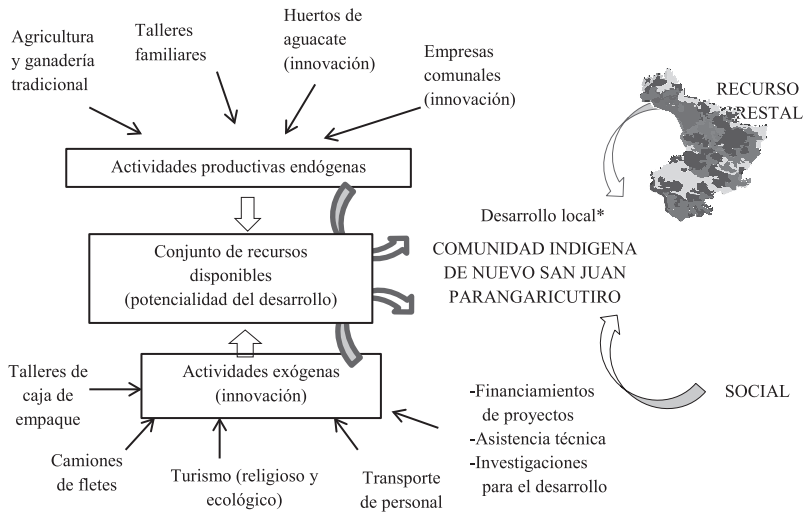 Agricultura
y ganadería
tradicional
Talleres
familiares
Huertos
de aguacate
(innovación)
Empresas
comunales
(innovación)
RECURSO
RESTAL
Actividades productivas endógenas
Desarrollo local*
Conjunto de recursos
disponibles
(potencialidad del desarrollo)
COMUNIDAD INDIGENA
DE NUEVO SAN JUAN
PARANGARICUTIRO
Actividades exógenas
(innovación)
Talleres de
caja de
empaque
-Financiamientos
de proyectos
-Asistencia técnica
-Investigaciones
para el desarrollo
SOCIAL
Camiones
de fletes
Turismo (religioso y
ecológico)
Transporte
de personal